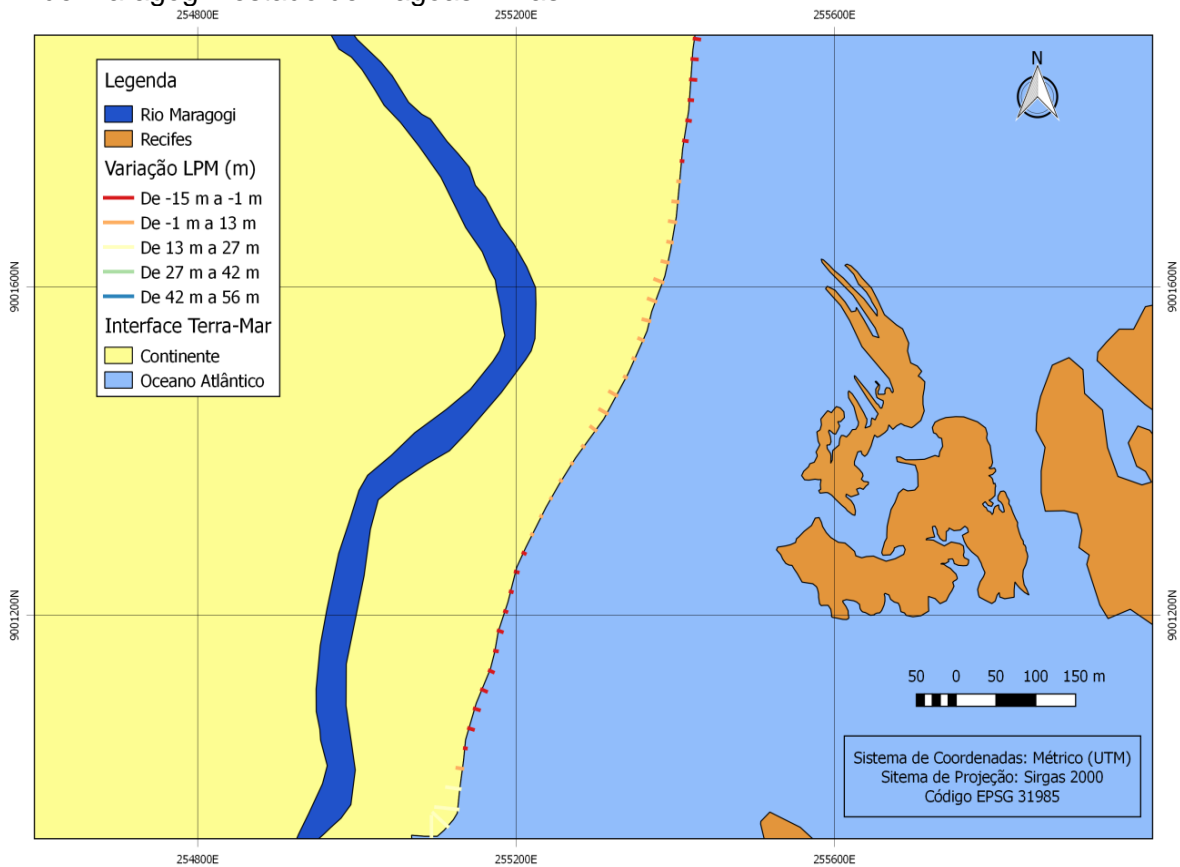 254800E
255200E
255600E
N
Legenda
Rio Maragogi
Recifes
Variação LPM (m)
De -15 m a -1 m
De -1 m a 13 m
De 13 m a 27 m
De 27 m a 42 m
De 42 m a 56 m
Interface Terra-Mar
Continente
Oceano Atlântico
9001600N
9001600N
9001200N
9001200N
50 0 50 100 150 m
Sistema de Coordenadas: Métrico (UTM)
Sitema de Projeção: Sirgas 2000
Código EPSG 31985
254800E
255200E
255600E